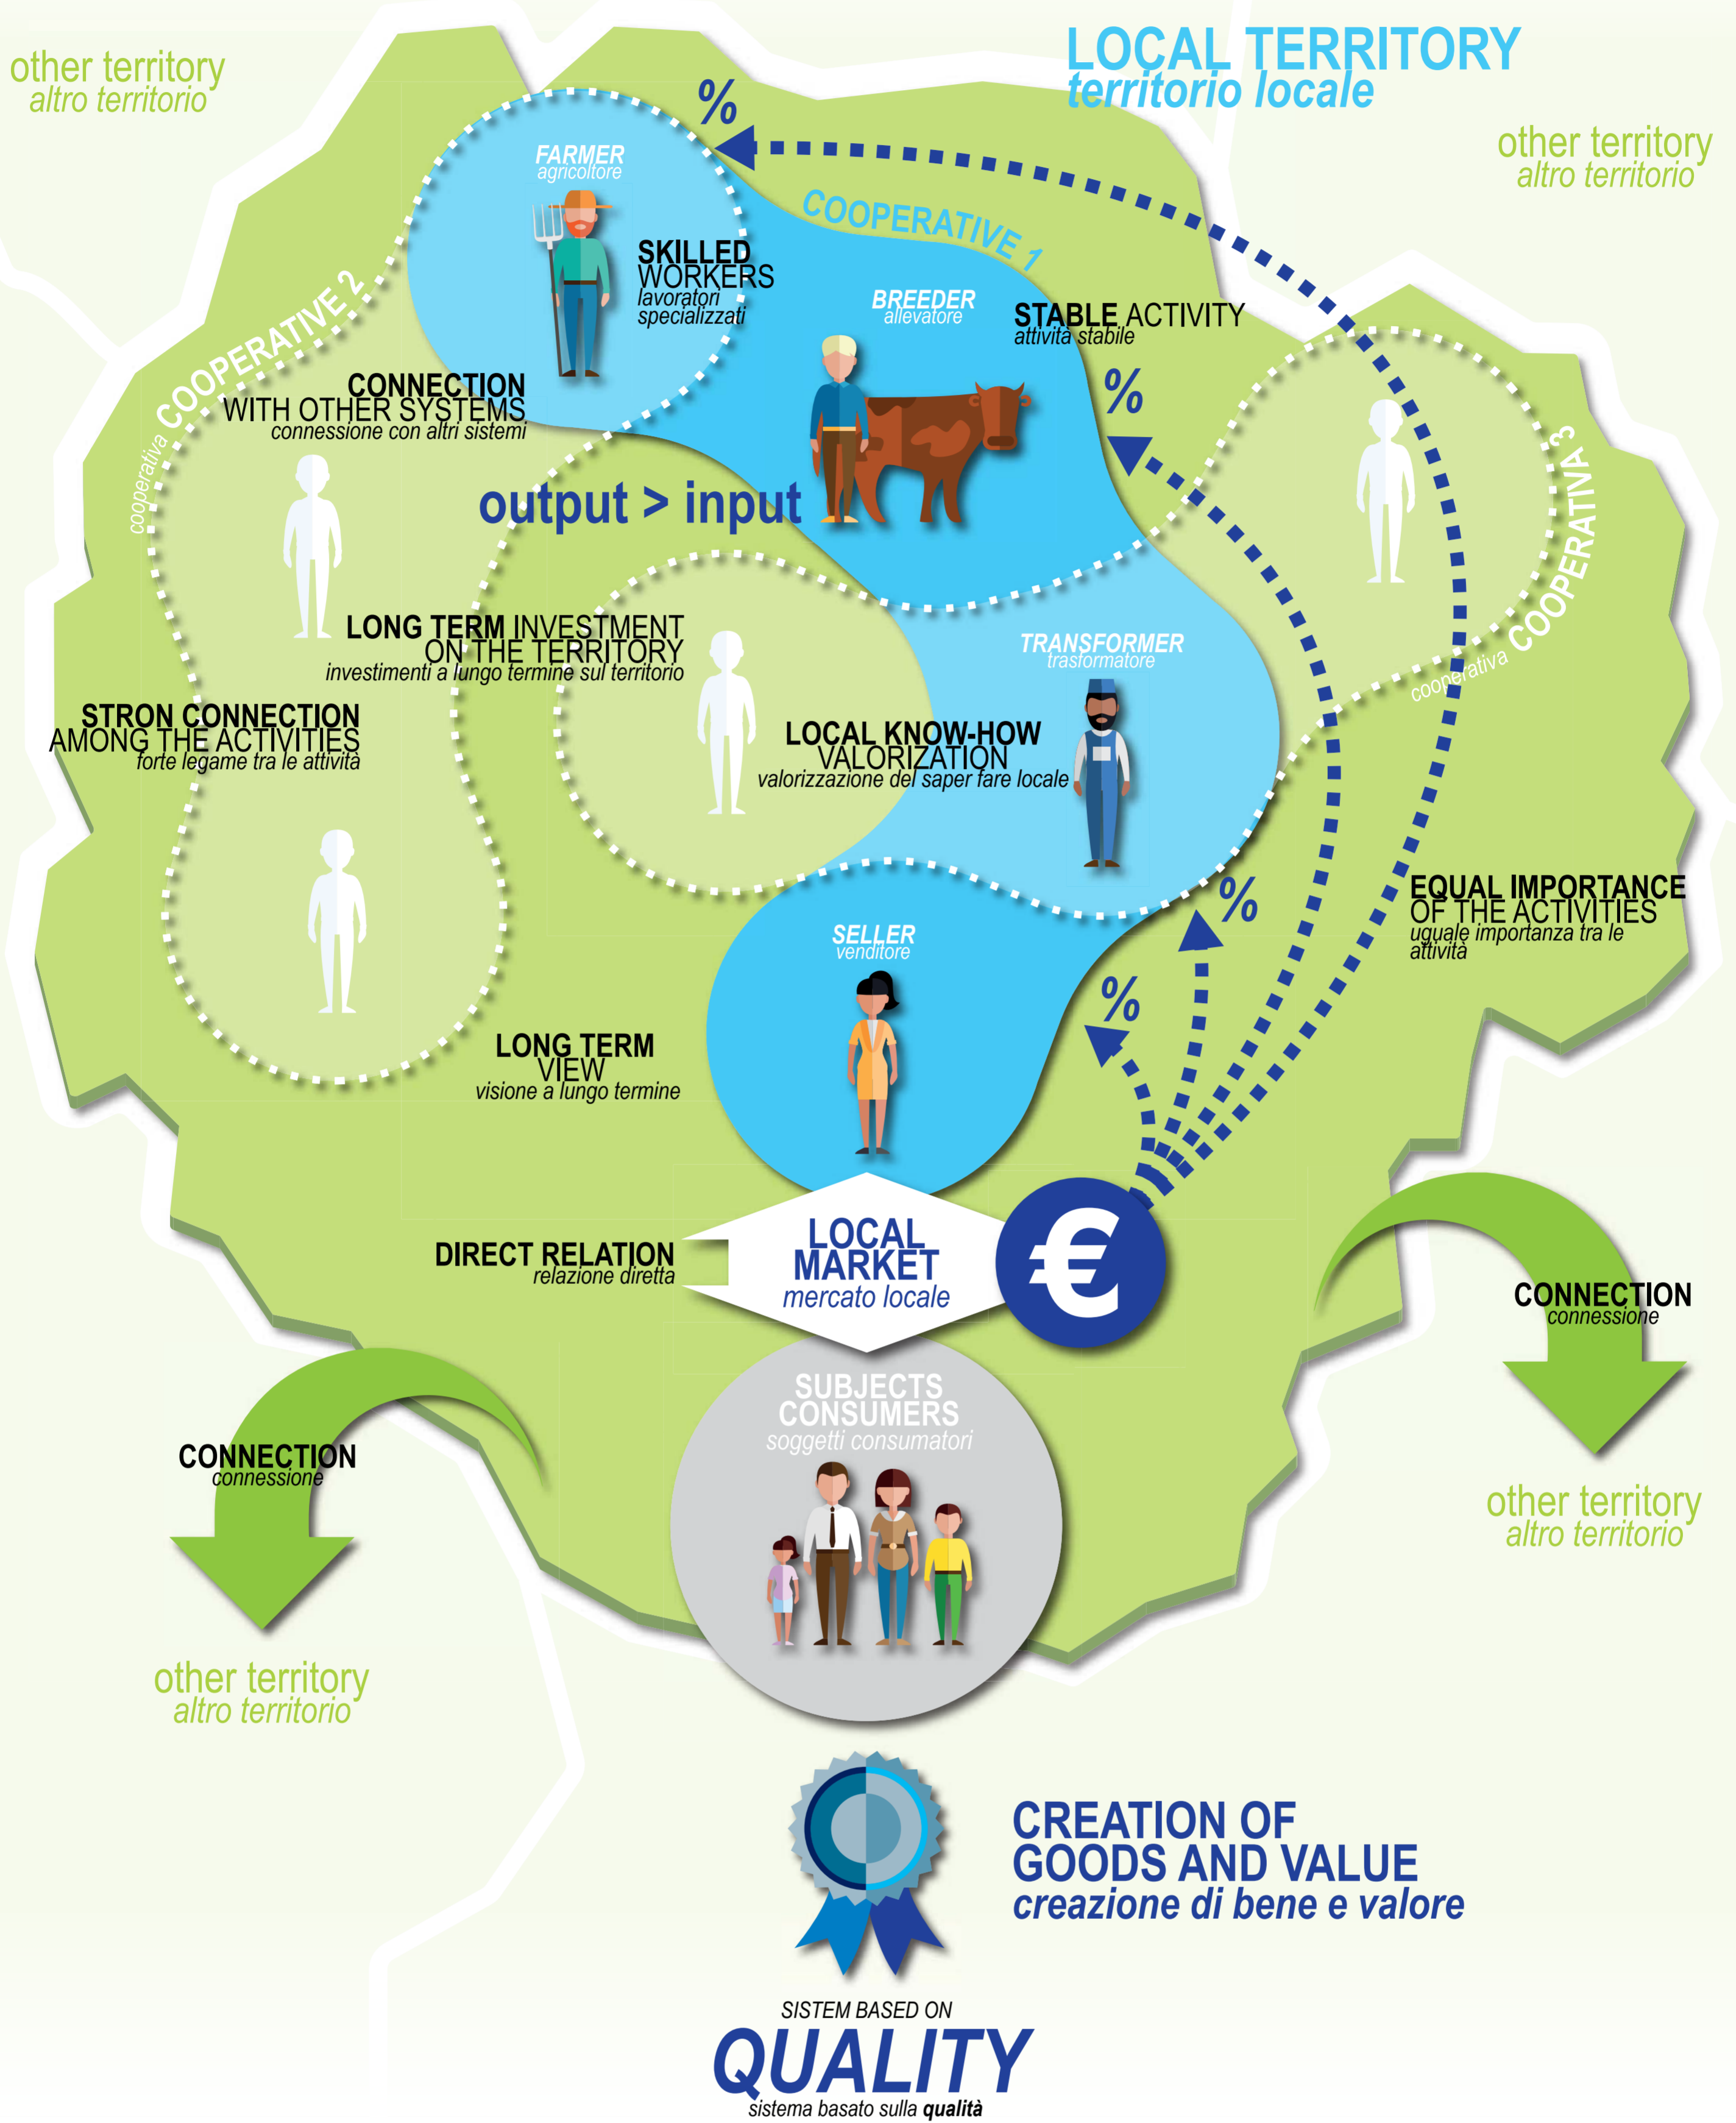 LOCAL TERRITORY
territorio locale
other territory
altro territorio
other territory
altro territorio
%
FARMER
agricoltore
COOPERATIVE 1
SKILLED
WORKERS
lavoratori
specializzati
BREEDER
allevatore
STABLE ACTIVITY
attività stabile
cooperativa COOPERATIVE 2
CONNECTION
WITH OTHER SYSTEMS
connessione con altri sistemi
%
output > input
cooperativa COOPERATIVA 3
LONG TERM INVESTMENT
ON THE TERRITORY
investimenti a lungo termine sul territorio
TRANSFORMER
trasformatore
STRON CONNECTION
AMONG THE ACTIVITIES
forte legame tra le attività
LOCAL KNOW-HOW
VALORIZATION
valorizzazione del saper fare locale
%
EQUAL IMPORTANCE
OF THE ACTIVITIES
uguale importanza tra le
attività
SELLER
venditore
%
LONG TERM
VIEW
visione a lungo termine
DIRECT RELATION
relazione diretta
LOCAL
MARKET
mercato locale
€
CONNECTION
connessione
SUBJECTS
CONSUMERS
soggetti consumatori
CONNECTION
connessione
other territory
altro territorio
other territory
altro territorio
CREATION OF
GOODS AND VALUE
creazione di bene e valore
SISTEM BASED ON
QUALITY
sistema basato sulla qualità